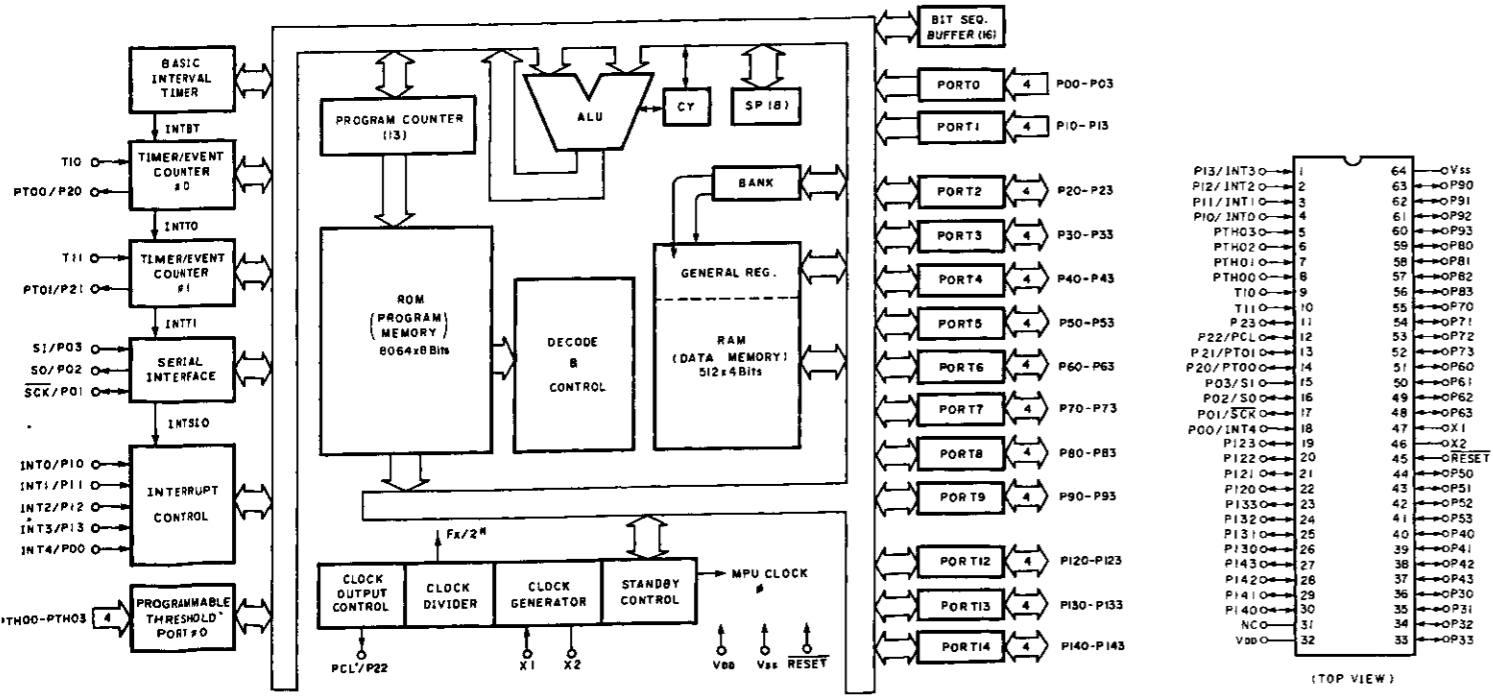 BASIC
INTERVAL
TIMER
INTBT
TI0
PTO0/P20
TIMER/EVENT
COUNTER
#0
INTT0
TI1
PTO1/P21
TIMER/EVENT
COUNTER
#1
INTT1
SI/P03
SO/P02
SCK/P01
SERIAL
INTERFACE
INTSIO
INT0/P10
INT1/P11
INT2/P12
INT3/P13
INT4/P00
INTERRUPT
CONTROL
PTH00-PTH03
4
PROGRAMMABLE
THRESHOLD
PORT #0
PROGRAM COUNTER
(13)
ALU
CY
SP (8)
BANK
ROM
(PROGRAM
MEMORY)
8064x8 Bits
DECODE
&
CONTROL
GENERAL REG.
RAM
(DATA MEMORY)
512x4 Bits
Fx/2ⁿ
CLOCK
OUTPUT
CONTROL
CLOCK
DIVIDER
CLOCK
GENERATOR
STANDBY
CONTROL
MPU CLOCK
Φ
PCL/P22
X1
X2
VDD
Vss
RESET
BIT SEQ.
BUFFER (16)
PORT0
4
P00-P03
PORT1
4
P10-P13
PORT2
4
P20-P23
PORT3
4
P30-P33
PORT4
4
P40-P43
PORT5
4
P50-P53
PORT6
4
P60-P63
PORT7
4
P70-P73
PORT8
4
P80-P83
PORT9
4
P90-P93
PORT12
4
P120-P123
PORT13
4
P130-P133
PORT14
4
P140-P143
P13/INT3 1 64 Vss
P12/INT2 2 63 P90
P11/INT1 3 62 P91
P10/INT0 4 61 P92
PTH03 5 60 P93
PTH02 6 59 P80
PTH01 7 58 P81
PTH00 8 57 P82
TI0 9 56 P83
TI1 10 55 P70
P23 11 54 P71
P22/PCL 12 53 P72
P21/PTO1 13 52 P73
P20/PTO0 14 51 P60
P03/SI 15 50 P61
P02/SO 16 49 P62
P01/SCK 17 48 P63
P00/INT4 18 47 X1
P123 19 46 X2
P122 20 45 RESET
P121 21 44 P50
P120 22 43 P51
P133 23 42 P52
P132 24 41 P53
P131 25 40 P40
P130 26 39 P41
P143 27 38 P42
P142 28 37 P43
P141 29 36 P30
P140 30 35 P31
NC 31 34 P32
VDD 32 33 P33
(TOP VIEW)